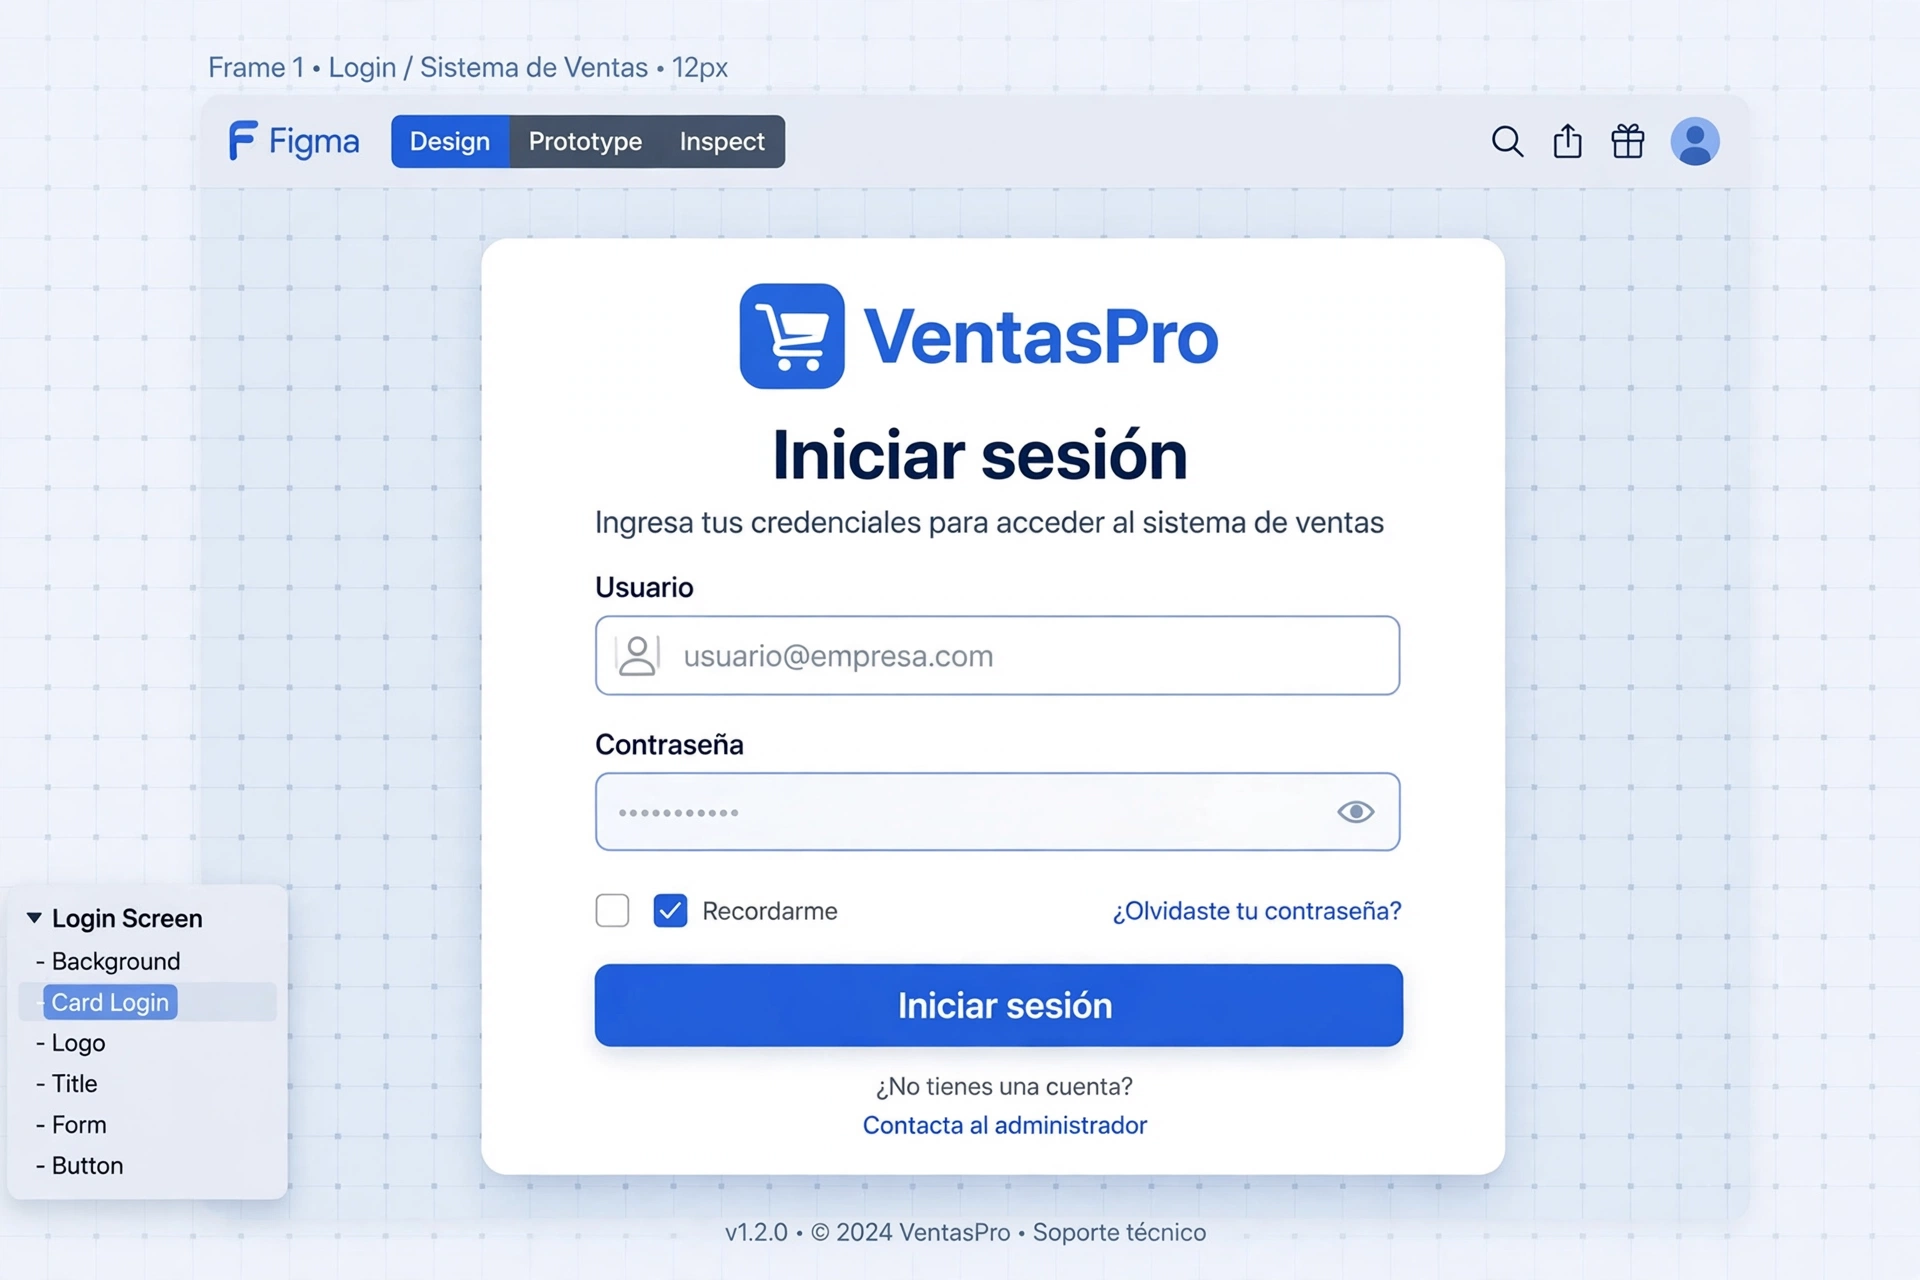 Frame 1 • Login / Sistema de Ventas • 12px
Figma
Design Prototype Inspect
VentasPro
Iniciar sesión
Ingresa tus credenciales para acceder al sistema de ventas
Usuario
usuario@empresa.com
Contraseña
Recordarme
¿Olvidaste tu contraseña?
Iniciar sesión
¿No tienes una cuenta?
Contacta al administrador
Login Screen
- Background
- Card Login
- Logo
- Title
- Form
- Button
v1.2.0 • © 2024 VentasPro • Soporte técnico